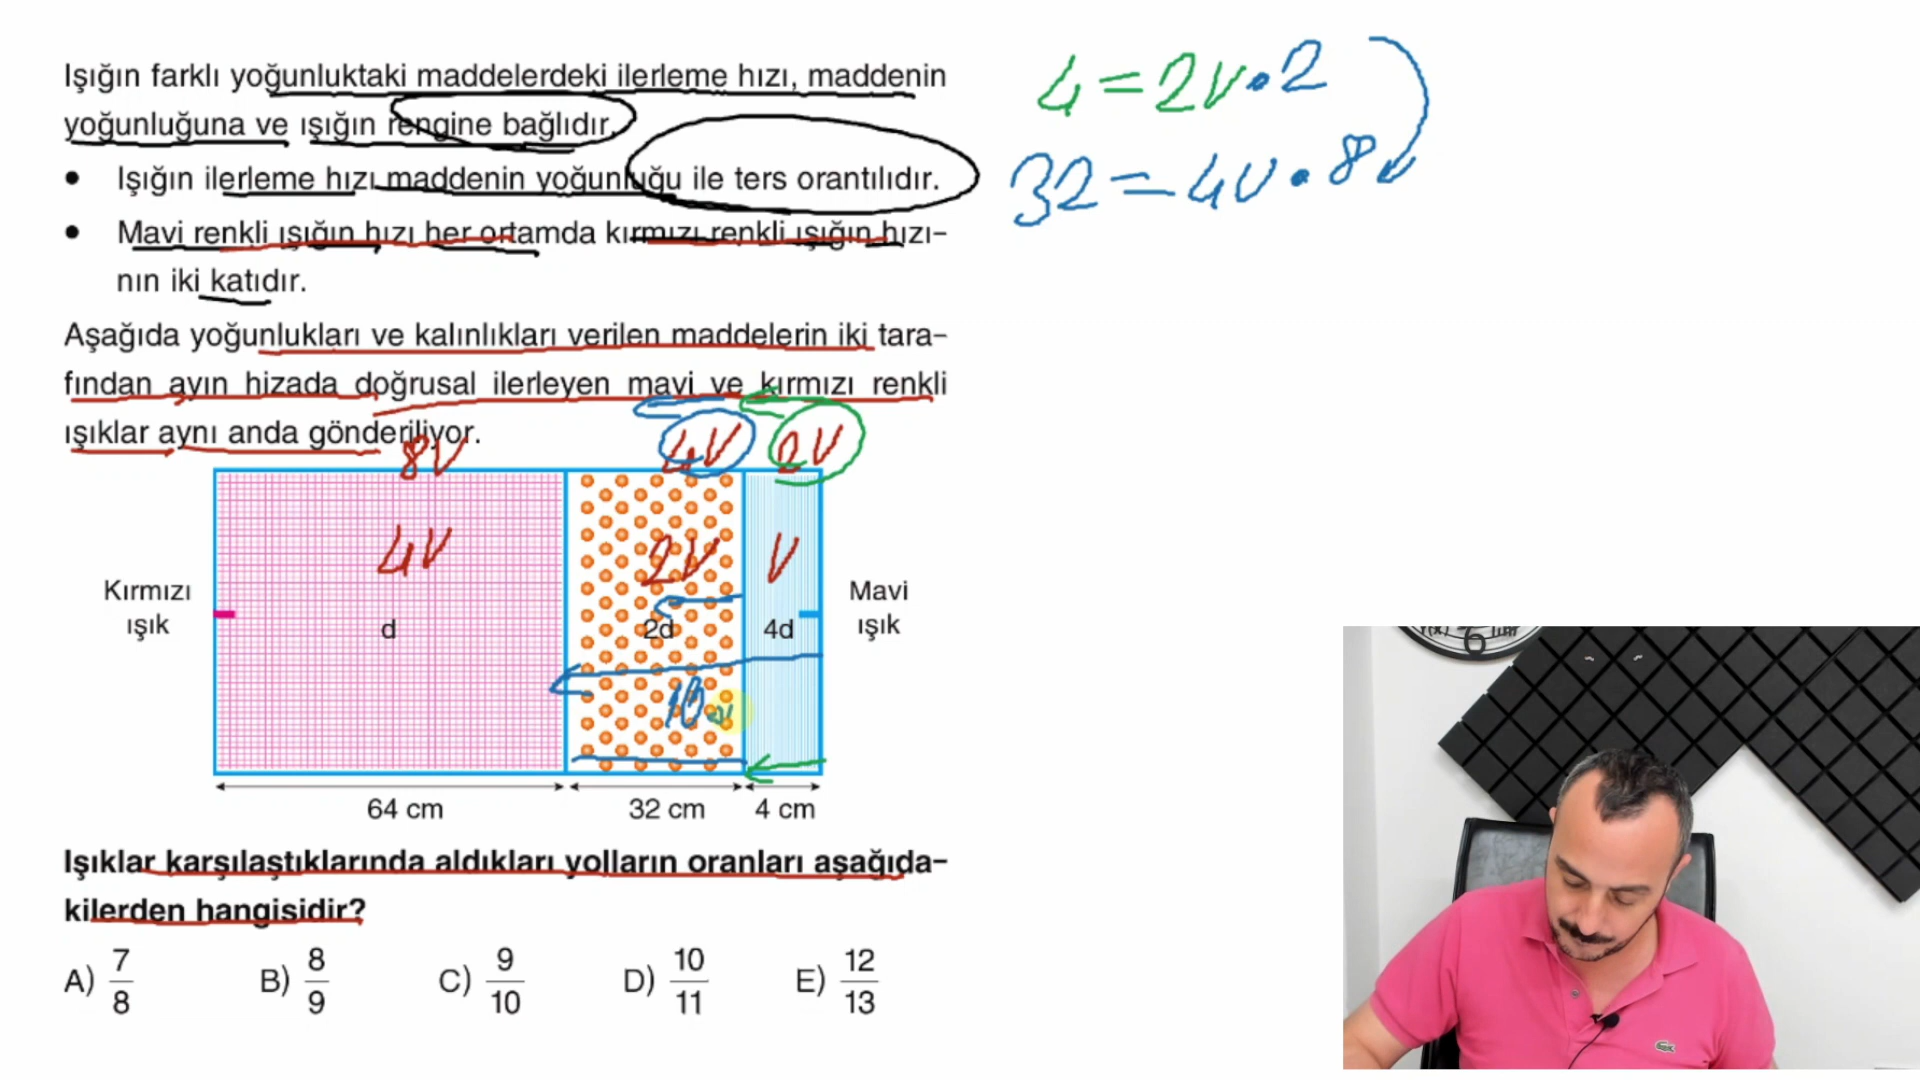 Işığın farklı yoğunluktaki maddelerdeki ilerleme hızı, maddenin
yoğunluğuna ve ışığın rengine bağlıdır.
• Işığın ilerleme hızı maddenin yoğunluğu ile ters orantılıdır.
• Mavi renkli ışığın hızı her ortamda kırmızı renkli ışığın hızı-
nın iki katıdır.
Aşağıda yoğunlukları ve kalınlıkları verilen maddelerin iki tara-
fından ayın hizada doğrusal ilerleyen mavi ve kırmızı renkli
ışıklar aynı anda gönderiliyor.
4 = 2V · 2
32 = 4V · 8
8V 4V 2V
4V 2V V
Kırmızı
ışık
d 2d 4d
Mavi
ışık
10
64 cm 32 cm 4 cm
Işıklar karşılaştıklarında aldıkları yolların oranları aşağıda-
kilerden hangisidir?
A) 7/8 B) 8/9 C) 9/10 D) 10/11 E) 12/13
6